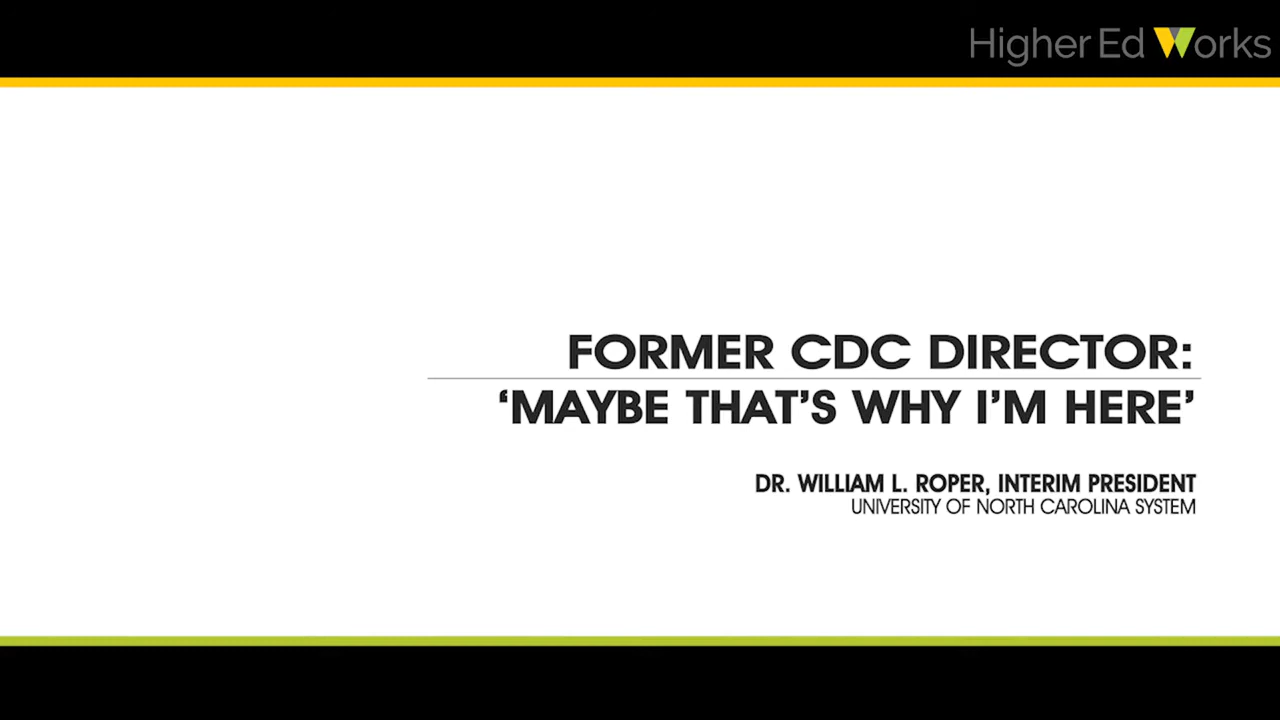 Higher Ed Works
FORMER CDC DIRECTOR:
‘MAYBE THAT’S WHY I’M HERE’
DR. WILLIAM L. ROPER, INTERIM PRESIDENT
UNIVERSITY OF NORTH CAROLINA SYSTEM